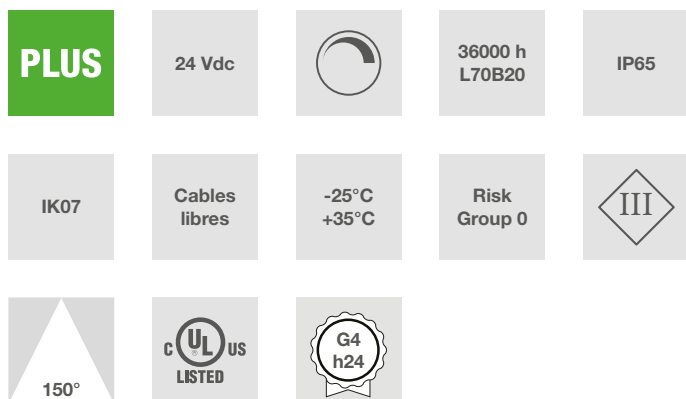 PLUS
24 Vdc
36000 h
L70B20
IP65
IK07
Cables
libres
-25°C
+35°C
Risk
Group 0
III
150°
C UL US
®
LISTED
G4
h24